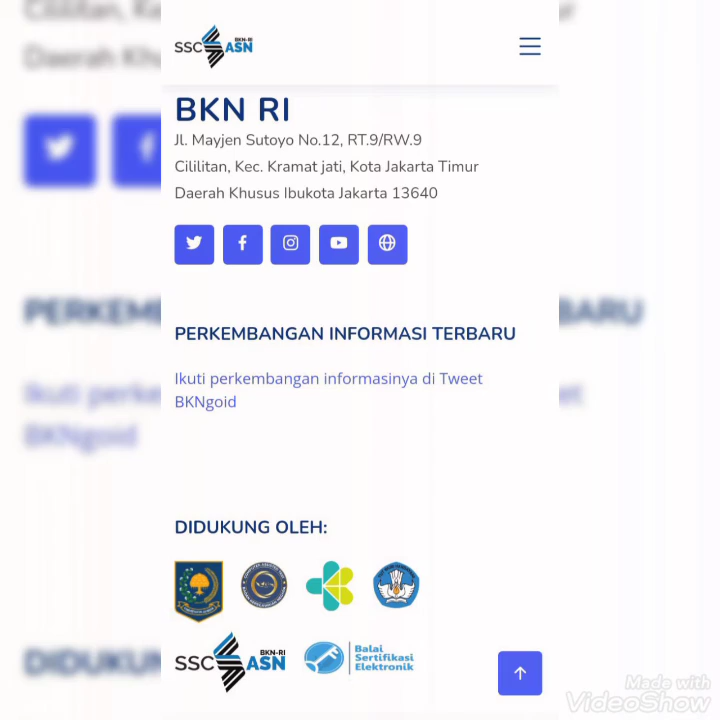 SSC BKN-RI ASN
BKN RI
Jl. Mayjen Sutoyo No.12, RT.9/RW.9
Cililitan, Kec. Kramat jati, Kota Jakarta Timur
Daerah Khusus Ibukota Jakarta 13640
PERKEMBANGAN INFORMASI TERBARU
Ikuti perkembangan informasinya di Tweet
BKNgoid
DIDUKUNG OLEH:
SSC BKN-RI ASN
Balai
Sertifikasi
Elektronik
Made with
VideoShow